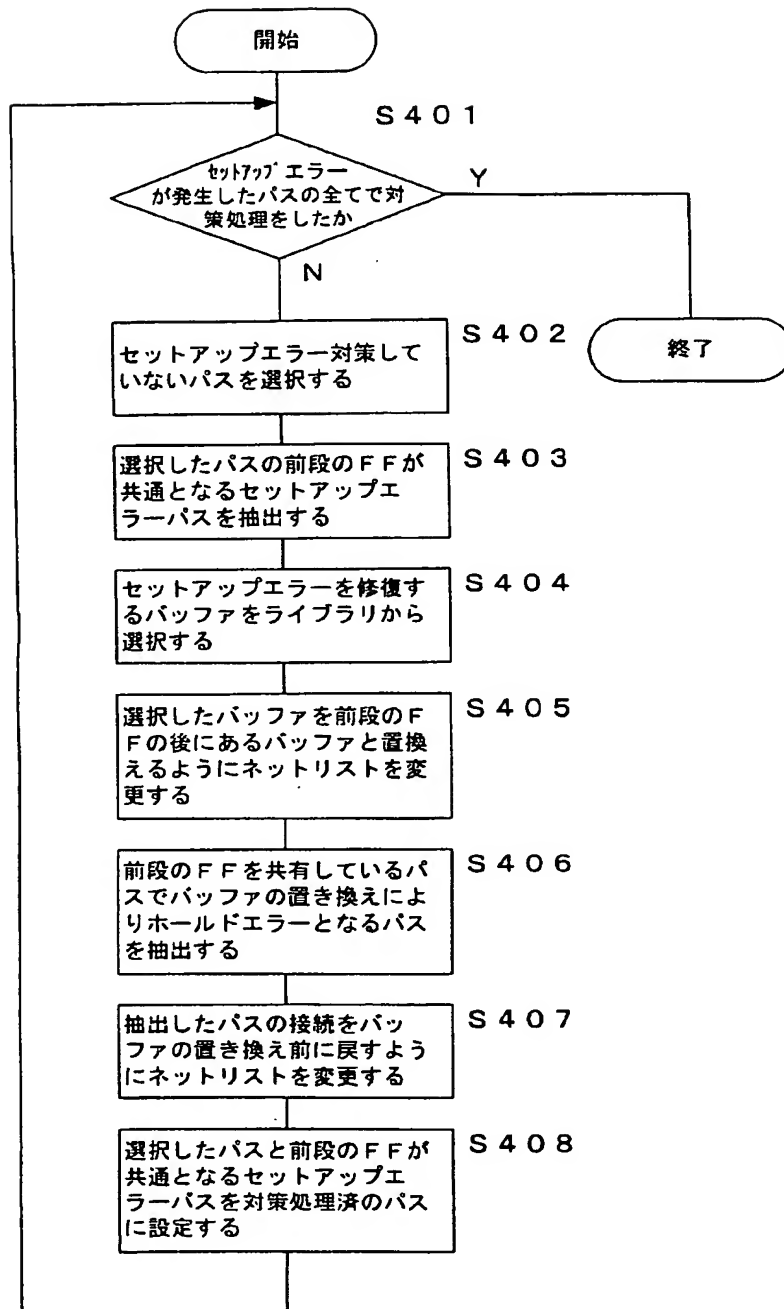 開始
S401
セットアップエラー
が発生したパスの全てで対
策処理をしたか
Y
N
S402
セットアップエラー対策して
いないパスを選択する
終了
S403
選択したパスの前段のFFが
共通となるセットアップエ
ラーパスを抽出する
S404
セットアップエラーを修復す
るバッファをライブラリから
選択する
S405
選択したバッファを前段のF
Fの後にあるバッファと置換
えるようにネットリストを変
更する
S406
前段のFFを共有しているパ
スでバッファの置き換えによ
りホールドエラーとなるパス
を抽出する
S407
抽出したパスの接続をバッ
ファの置き換え前に戻すよう
にネットリストを変更する
S408
選択したパスと前段のFFが
共通となるセットアップエ
ラーパスを対策処理済のパス
に設定する